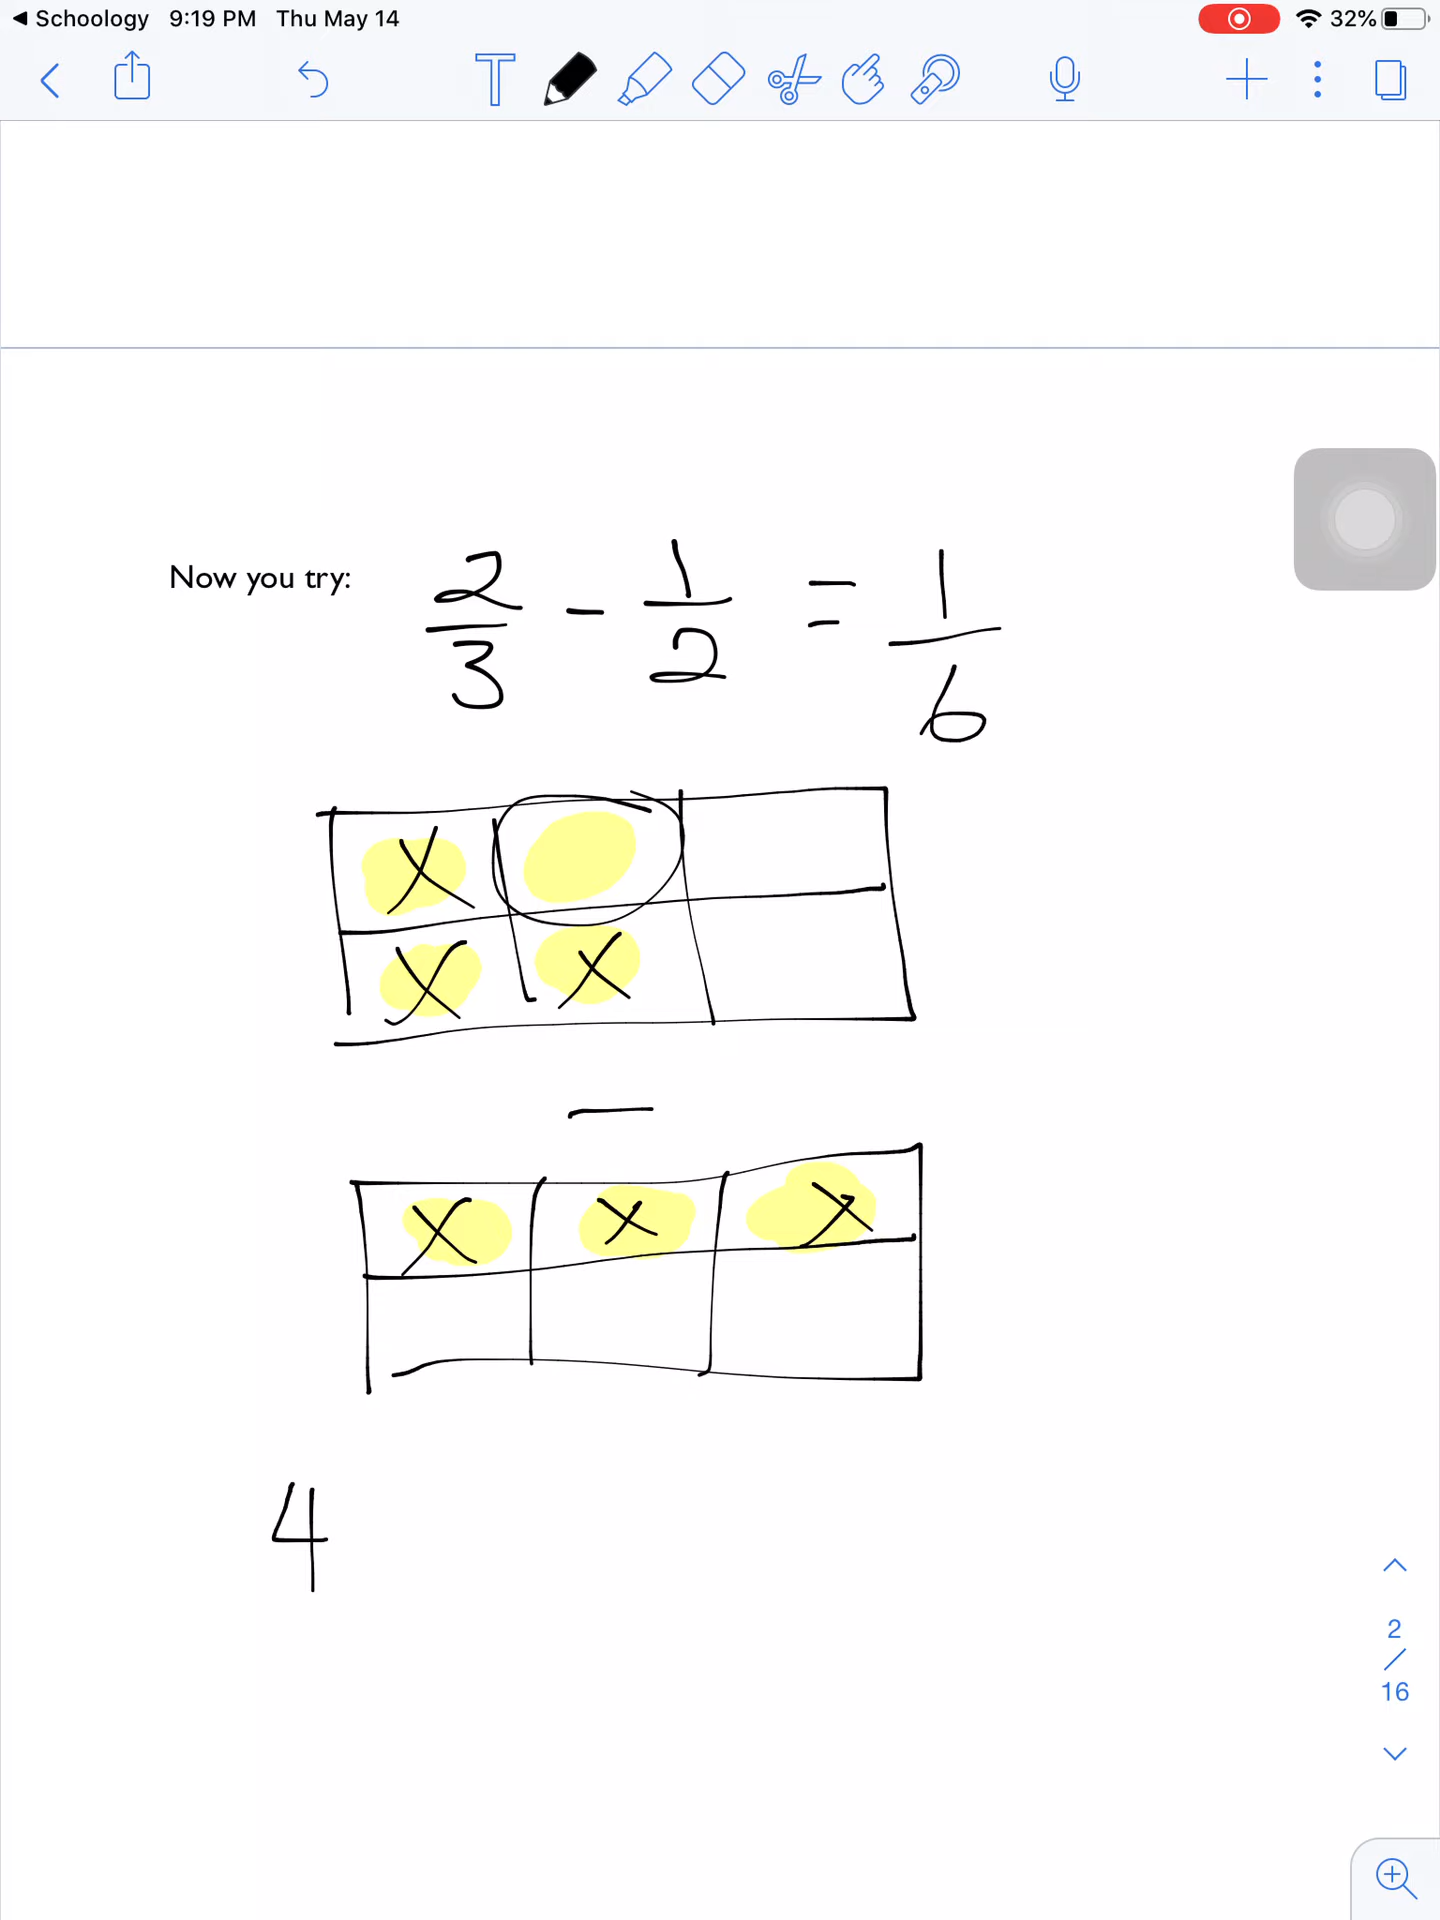 ◀ Schoology 9:19 PM Thu May 14 32%
T
Now you try: 2/3 - 1/2 = 1/6
X
X X
—
X X X
4
2
/
16